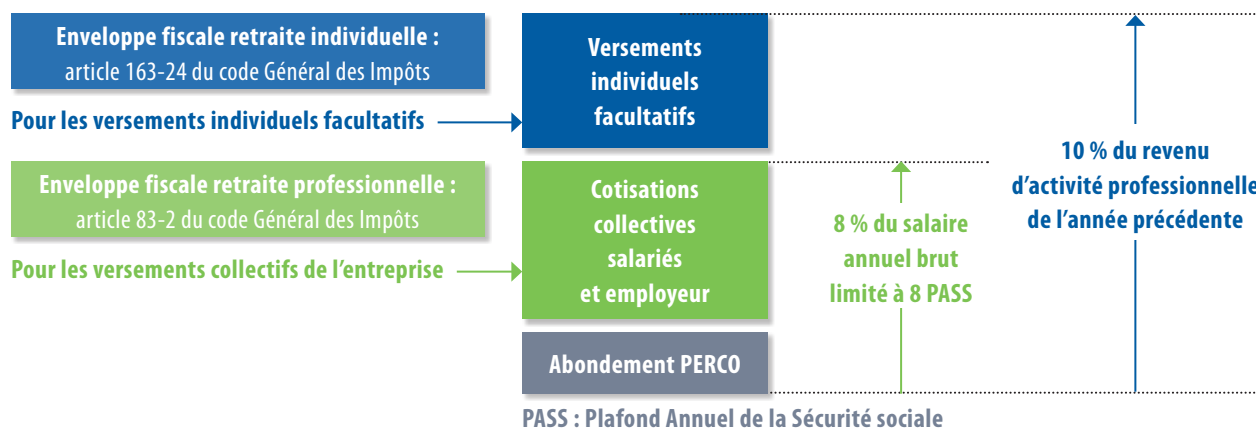 Enveloppe fiscale retraite individuelle :
article 163-24 du code Général des Impôts
Pour les versements individuels facultatifs
Versements
individuels
facultatifs
Enveloppe fiscale retraite professionnelle :
article 83-2 du code Général des Impôts
Pour les versements collectifs de l'entreprise
Cotisations
collectives
salariés
et employeur
Abondement PERCO
8 % du salaire
annuel brut
limité à 8 PASS
10 % du revenu
d'activité professionnelle
de l'année précédente
PASS : Plafond Annuel de la Sécurité sociale